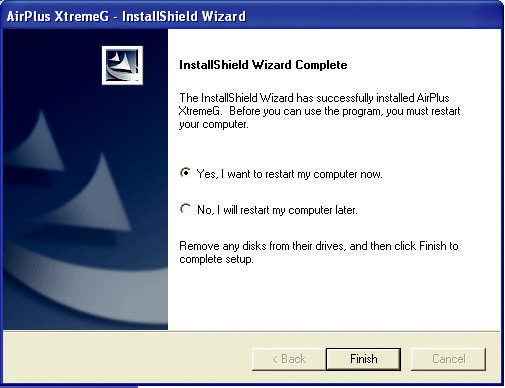 AirPlus XtremeG - InstallShield Wizard
InstallShield Wizard Complete
The InstallShield Wizard has successfully installed AirPlus
XtremeG. Before you can use the program, you must restart
your computer.
Yes, I want to restart my computer now.
No, I will restart my computer later.
Remove any disks from their drives, and then click Finish to
complete setup.
< Back Finish Cancel